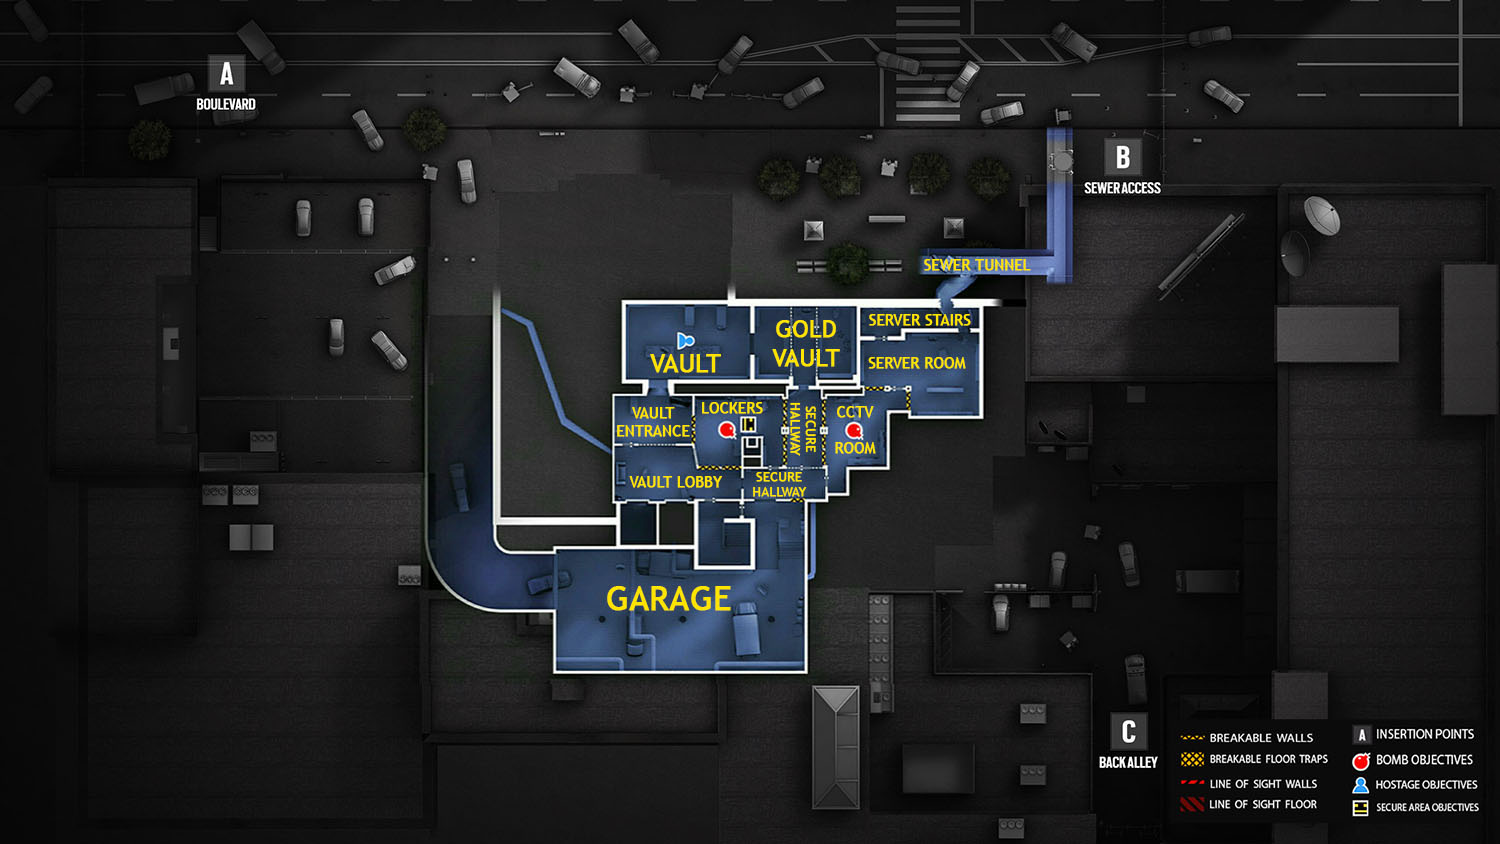 A
BOULEVARD
B
SEWER ACCESS
SEWER TUNNEL
SERVER STAIRS
GOLD
VAULT
VAULT
SERVER ROOM
LOCKERS
VAULT
ENTRANCE
SECURE
HALLWAY
CCTV
ROOM
VAULT LOBBY
SECURE
HALLWAY
GARAGE
C
BACK ALLEY
BREAKABLE WALLS
BREAKABLE FLOOR TRAPS
LINE OF SIGHT WALLS
LINE OF SIGHT FLOOR
A INSERTION POINTS
BOMB OBJECTIVES
HOSTAGE OBJECTIVES
SECURE AREA OBJECTIVES